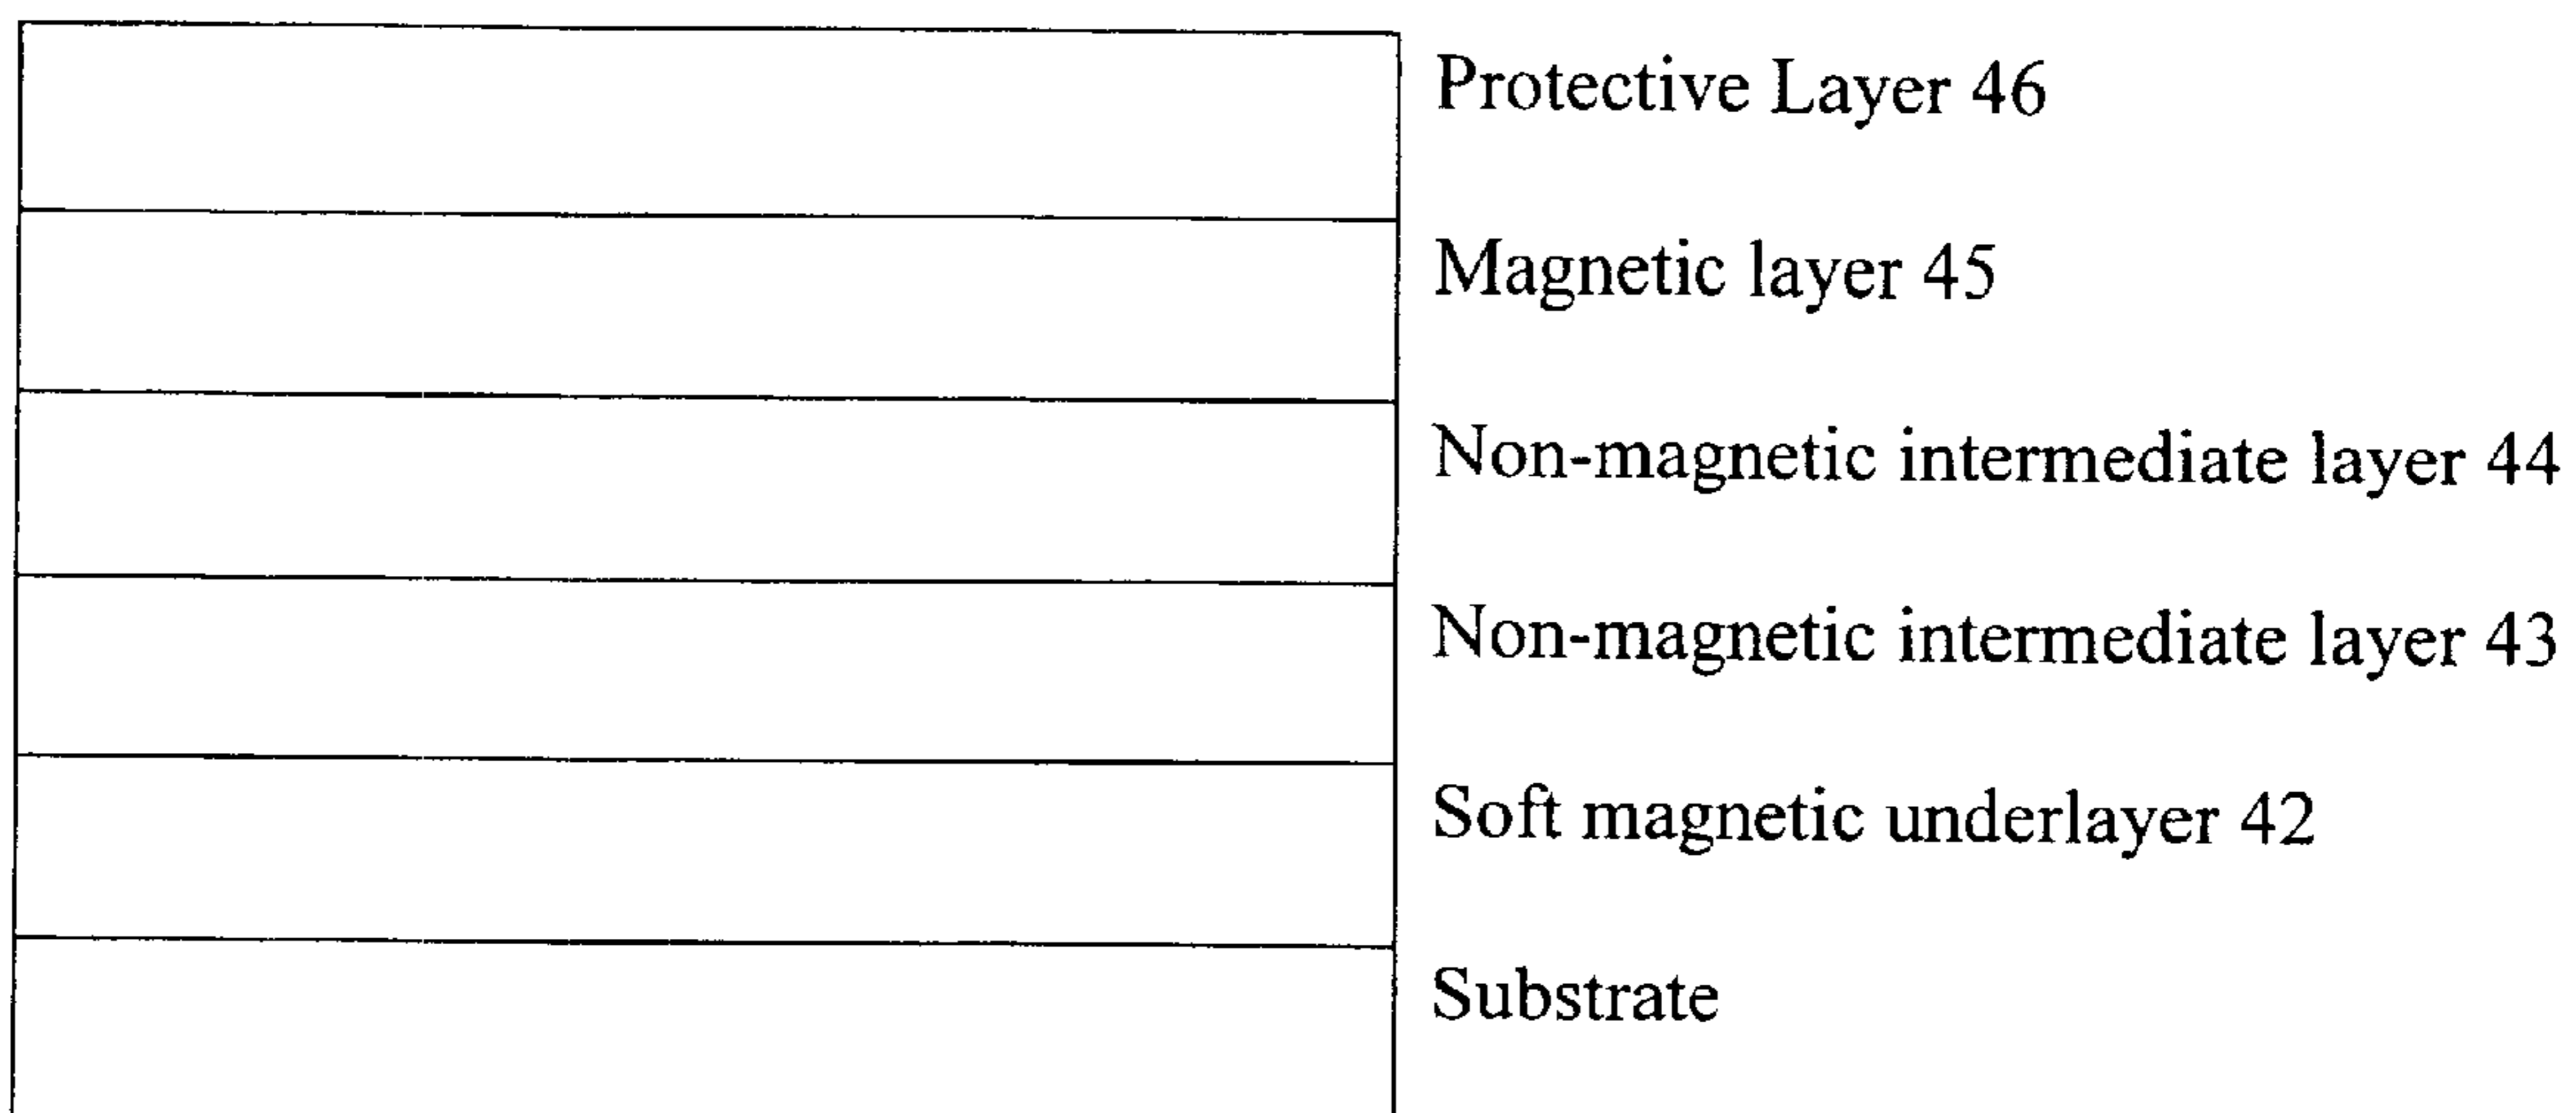 Protective Layer 46
Magnetic layer 45
Non-magnetic intermediate layer 44
Non-magnetic intermediate layer 43
Soft magnetic underlayer 42
Substrate